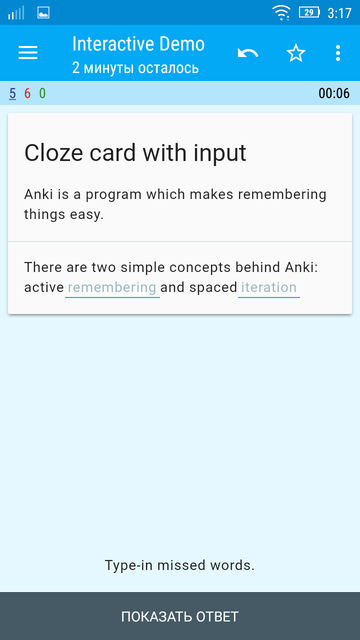 29 3:17
Interactive Demo
2 минуты осталось
5 6 0 00:06
Cloze card with input
Anki is a program which makes remembering
things easy.
There are two simple concepts behind Anki:
active remembering and spaced iteration
Type-in missed words.
ПОКАЗАТЬ ОТВЕТ